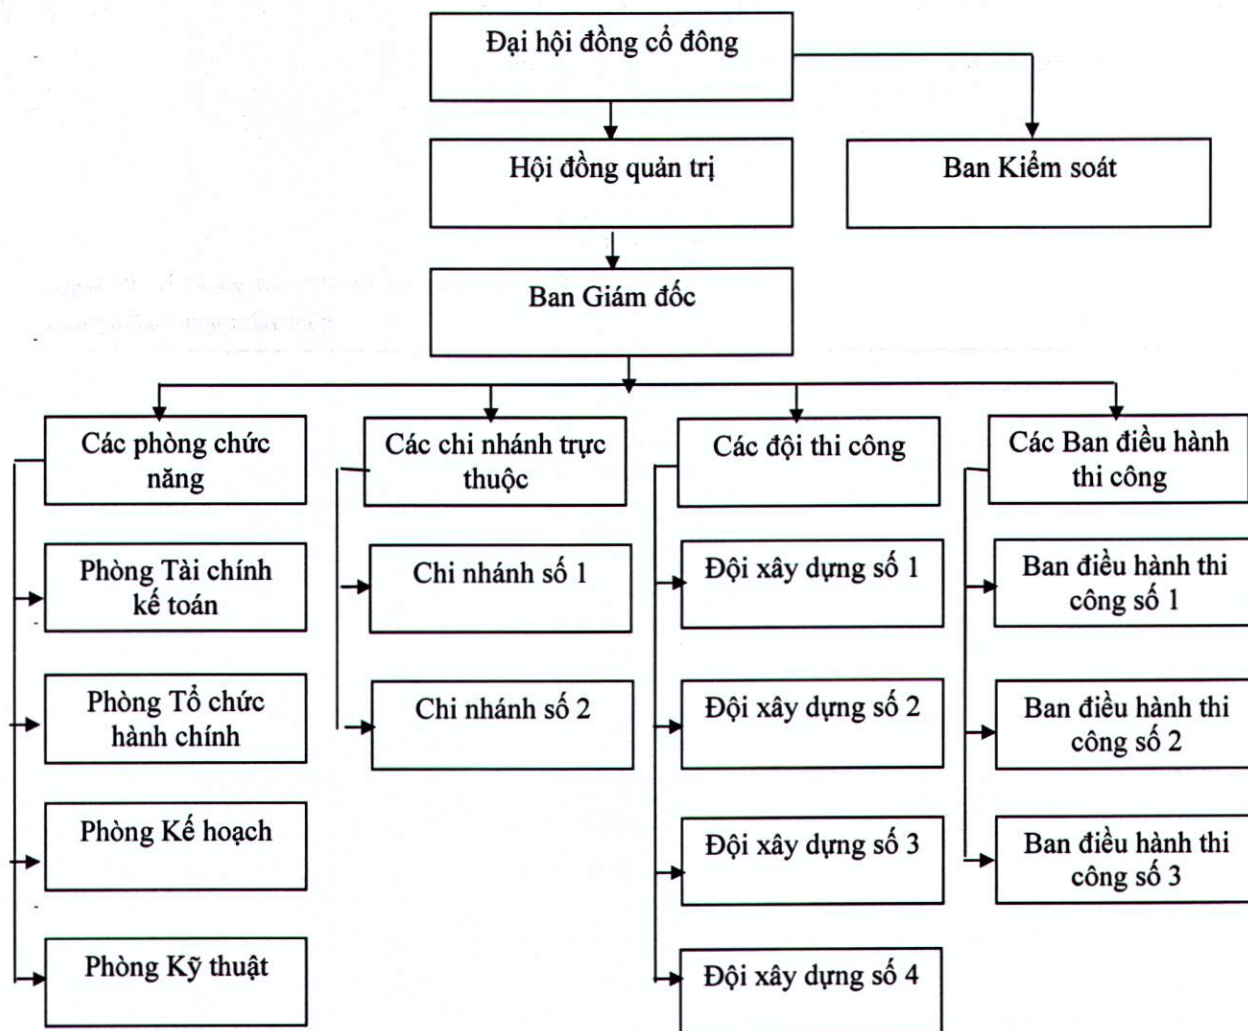 Đại hội đồng cổ đông
Hội đồng quản trị
Ban Kiểm soát
Ban Giám đốc
Các phòng chức
năng
Các chi nhánh trực
thuộc
Các đội thi công
Các Ban điều hành
thi công
Phòng Tài chính
kế toán
Chi nhánh số 1
Đội xây dựng số 1
Ban điều hành thi
công số 1
Phòng Tổ chức
hành chính
Chi nhánh số 2
Đội xây dựng số 2
Ban điều hành thi
công số 2
Phòng Kế hoạch
Đội xây dựng số 3
Ban điều hành thi
công số 3
Phòng Kỹ thuật
Đội xây dựng số 4